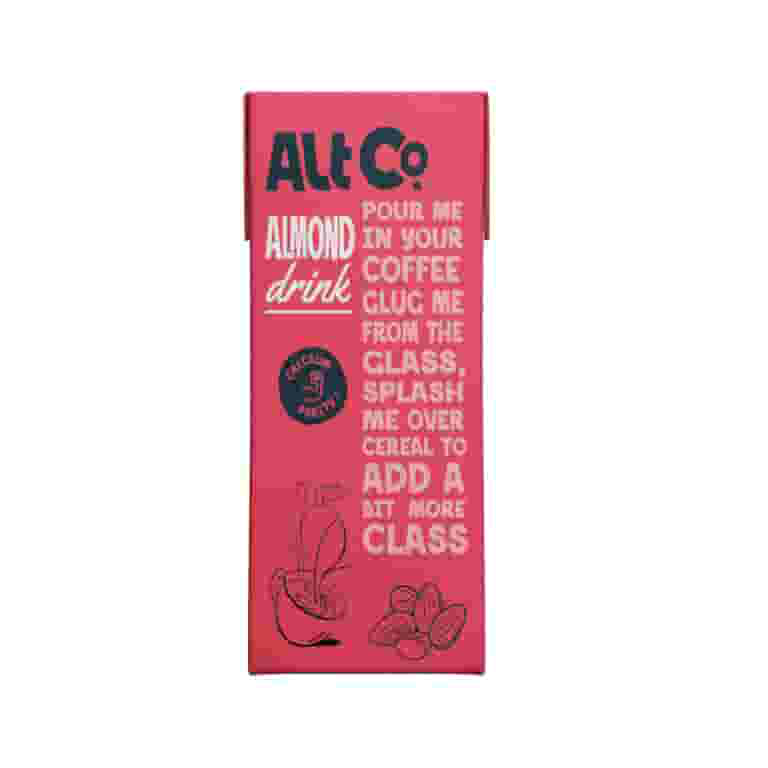 ALt Co.
ALMOND
drink
POUR ME
IN YOUR
COFFEE
GLUG ME
FROM THE
GLASS,
SPLASH
ME OVER
CEREAL TO
ADD A
BIT MORE
CLASS
CALCIUM